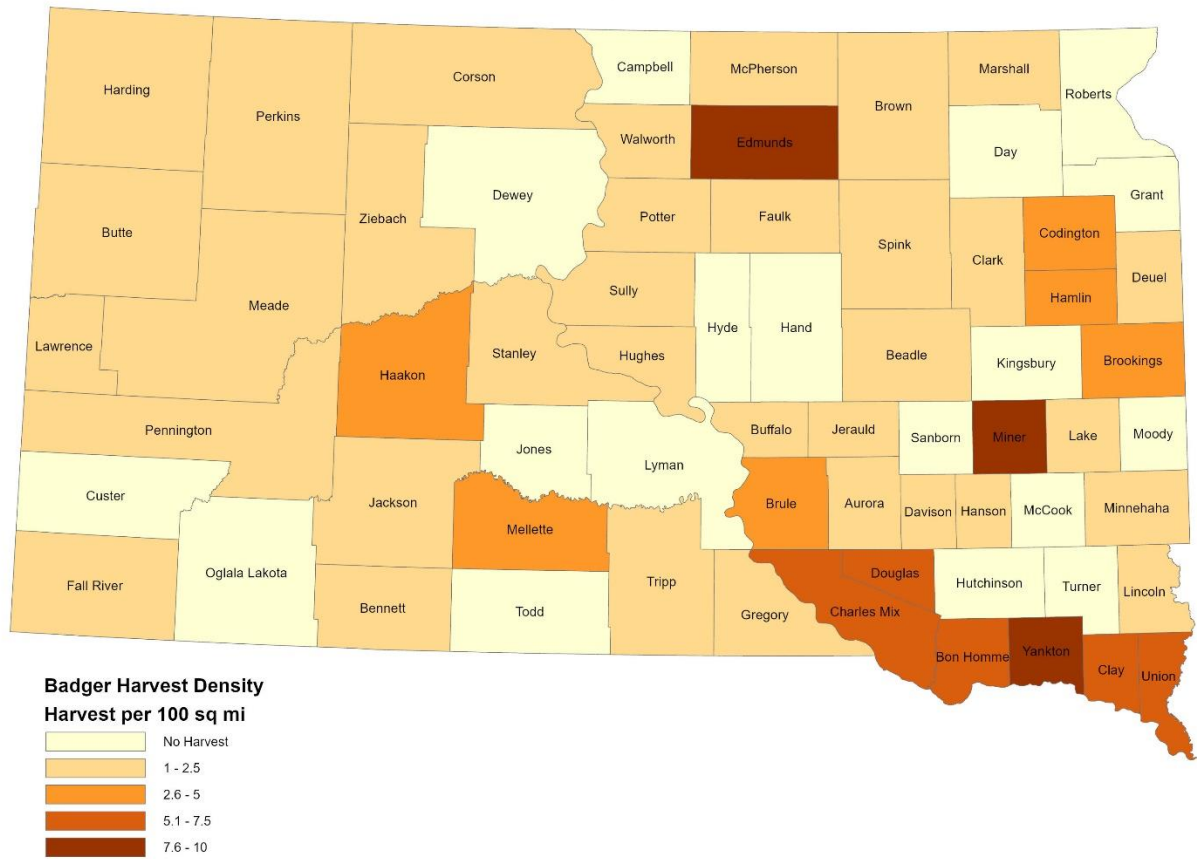 Campbell
McPherson
Marshall
Corson
Roberts
Harding
Brown
Perkins
Walworth
Edmunds
Day
Dewey
Grant
Potter
Faulk
Ziebach
Butte
Codington
Spink
Clark
Deuel
Sully
Hamlin
Meade
Hyde
Hand
Lawrence
Stanley
Hughes
Beadle
Kingsbury
Brookings
Haakon
Pennington
Buffalo
Jerauld
Sanborn
Miner
Lake
Moody
Jones
Lyman
Custer
Jackson
Brule
Aurora
Davison
Hanson
McCook
Minnehaha
Mellette
Oglala Lakota
Douglas
Fall River
Tripp
Hutchinson
Turner
Lincoln
Bennett
Todd
Gregory
Charles Mix
Bon Homme
Yankton
Clay
Union
Badger Harvest Density
Harvest per 100 sq mi
No Harvest
1 - 2.5
2.6 - 5
5.1 - 7.5
7.6 - 10